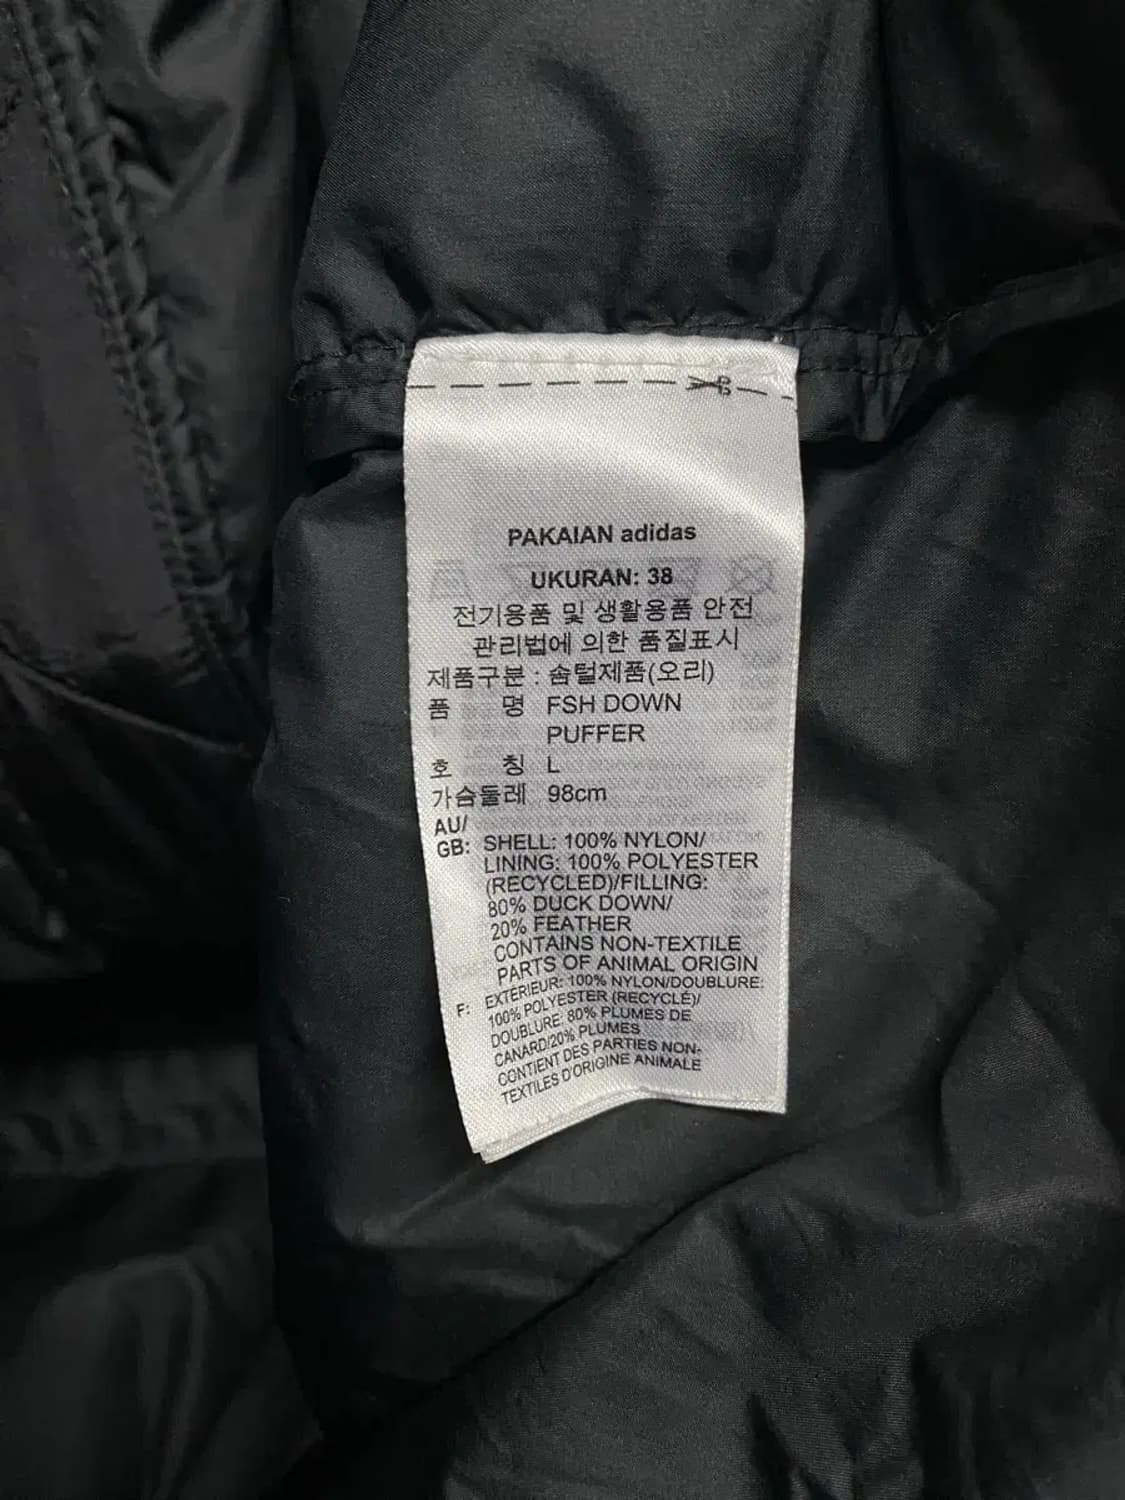 PAKAIAN adidas
UKURAN: 38
전기용품 및 생활용품 안전
관리법에 의한 품질표시
제품구분 : 솜털제품(오리)
품 명 FSH DOWN
PUFFER
호 칭 L
가슴둘레 98cm
AU/
GB: SHELL: 100% NYLON/
LINING: 100% POLYESTER
(RECYCLED)/FILLING:
80% DUCK DOWN/
20% FEATHER
CONTAINS NON-TEXTILE
PARTS OF ANIMAL ORIGIN
F: EXTÉRIEUR: 100% NYLON/DOUBLURE:
100% POLYESTER (RECYCLÉ)/
DOUBLURE: 80% PLUMES DE
CANARD/20% PLUMES
CONTIENT DES PARTIES NON-
TEXTILES D'ORIGINE ANIMALE